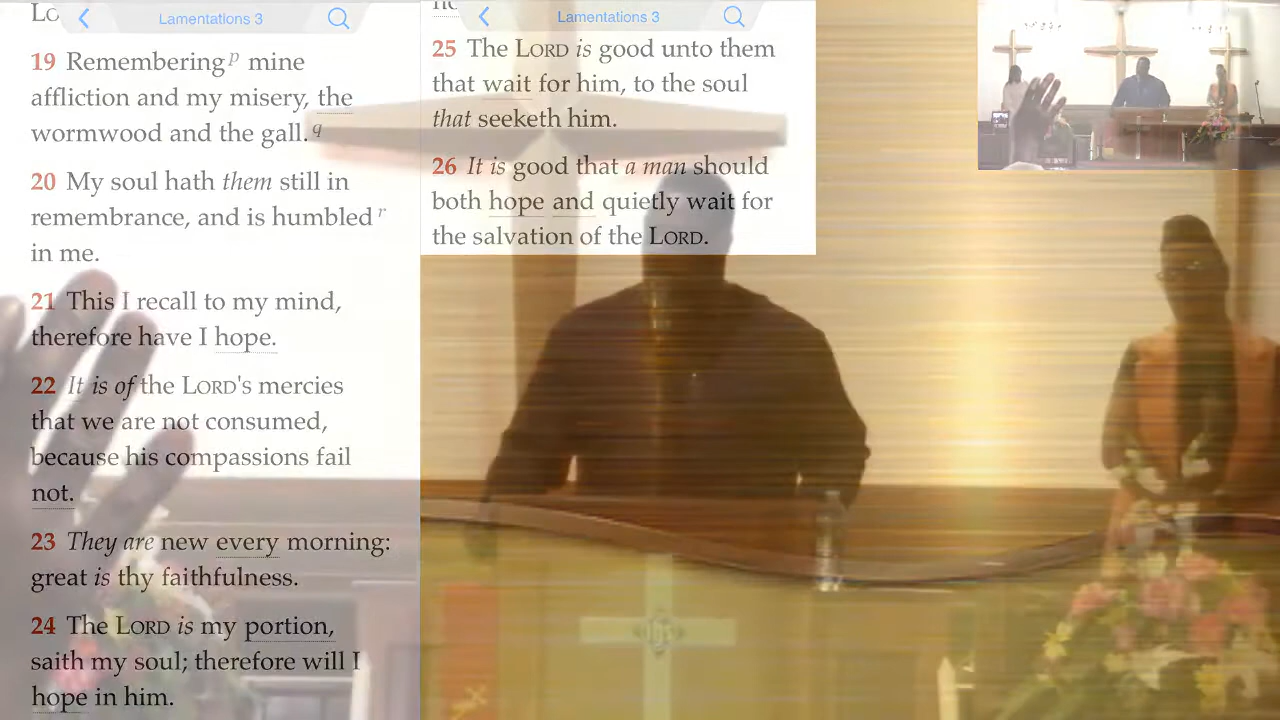 Lamentations 3
19 Remembering p mine
affliction and my misery, the
wormwood and the gall. q
20 My soul hath them still in
remembrance, and is humbled r
in me.
21 This I recall to my mind,
therefore have I hope.
22 It is of the LORD's mercies
that we are not consumed,
because his compassions fail
not.
23 They are new every morning:
great is thy faithfulness.
24 The LORD is my portion,
saith my soul; therefore will I
hope in him.
Lamentations 3
25 The LORD is good unto them
that wait for him, to the soul
that seeketh him.
26 It is good that a man should
both hope and quietly wait for
the salvation of the LORD.